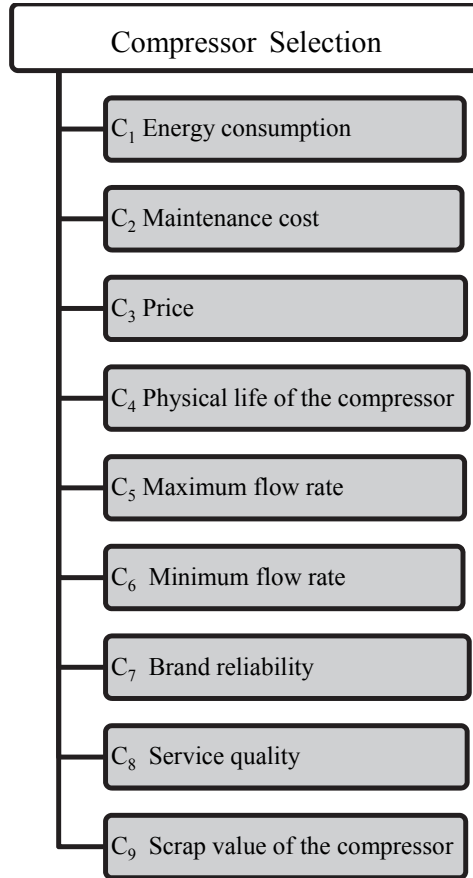 Compressor Selection
C₁ Energy consumption
C₂ Maintenance cost
C₃ Price
C₄ Physical life of the compressor
C₅ Maximum flow rate
C₆ Minimum flow rate
C₇ Brand reliability
C₈ Service quality
C₉ Scrap value of the compressor